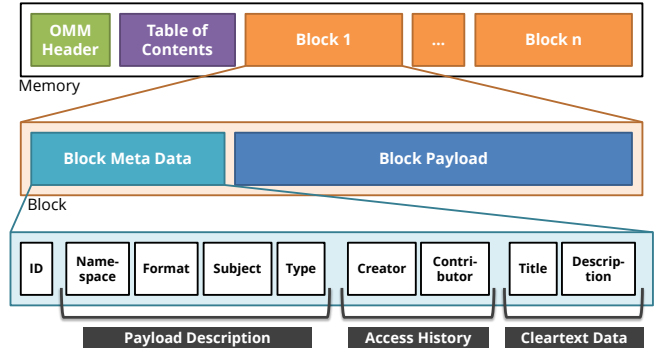 OMM
Header
Table of
Contents
Block 1
...
Block n
Memory
Block Meta Data
Block Payload
Block
ID
Name-
space
Format
Subject
Type
Creator
Contri-
butor
Title
Descrip-
tion
Payload Description
Access History
Cleartext Data